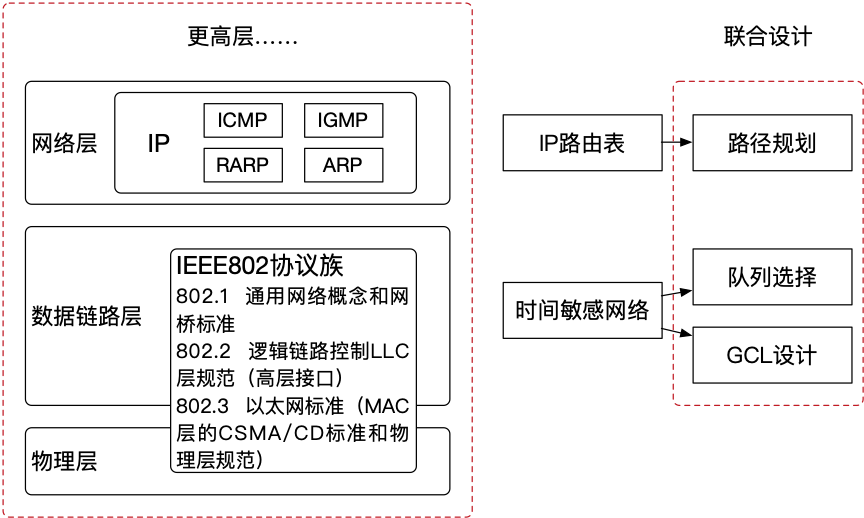 更高层……
网络层
IP
ICMP
IGMP
RARP
ARP
数据链路层
IEEE802协议族
802.1 通用网络概念和网
桥标准
802.2 逻辑链路控制LLC
层规范（高层接口）
802.3 以太网标准（MAC
层的CSMA/CD标准和物
理层规范）
物理层
联合设计
IP路由表
路径规划
时间敏感网络
队列选择
GCL设计